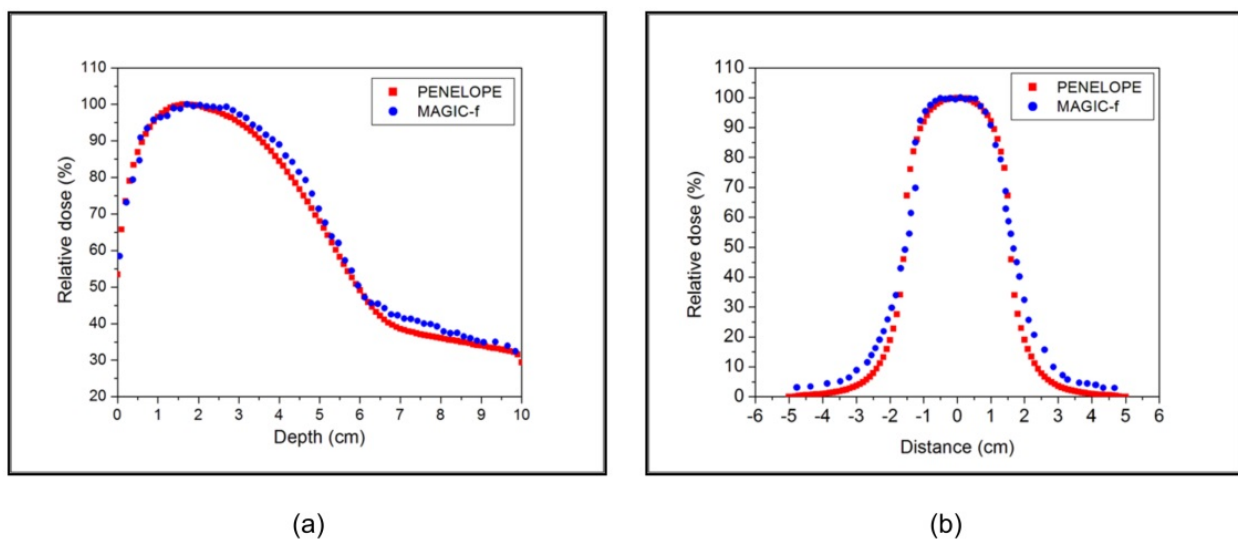 110
100
90
80
70
60
50
40
30
20
Relative dose (%)
PENELOPE
MAGIC-f
0 1 2 3 4 5 6 7 8 9 10
Depth (cm)
(a)
110
100
90
80
70
60
50
40
30
20
10
0
Relative dose (%)
PENELOPE
MAGIC-f
-6 -5 -4 -3 -2 -1 0 1 2 3 4 5 6
Distance (cm)
(b)